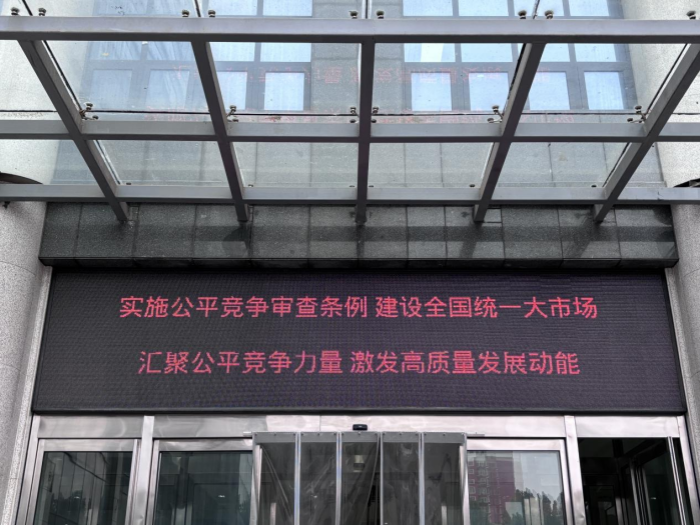 实施公平竞争审查条例 建设全国统一大市场
汇聚公平竞争力量 激发高质量发展动能